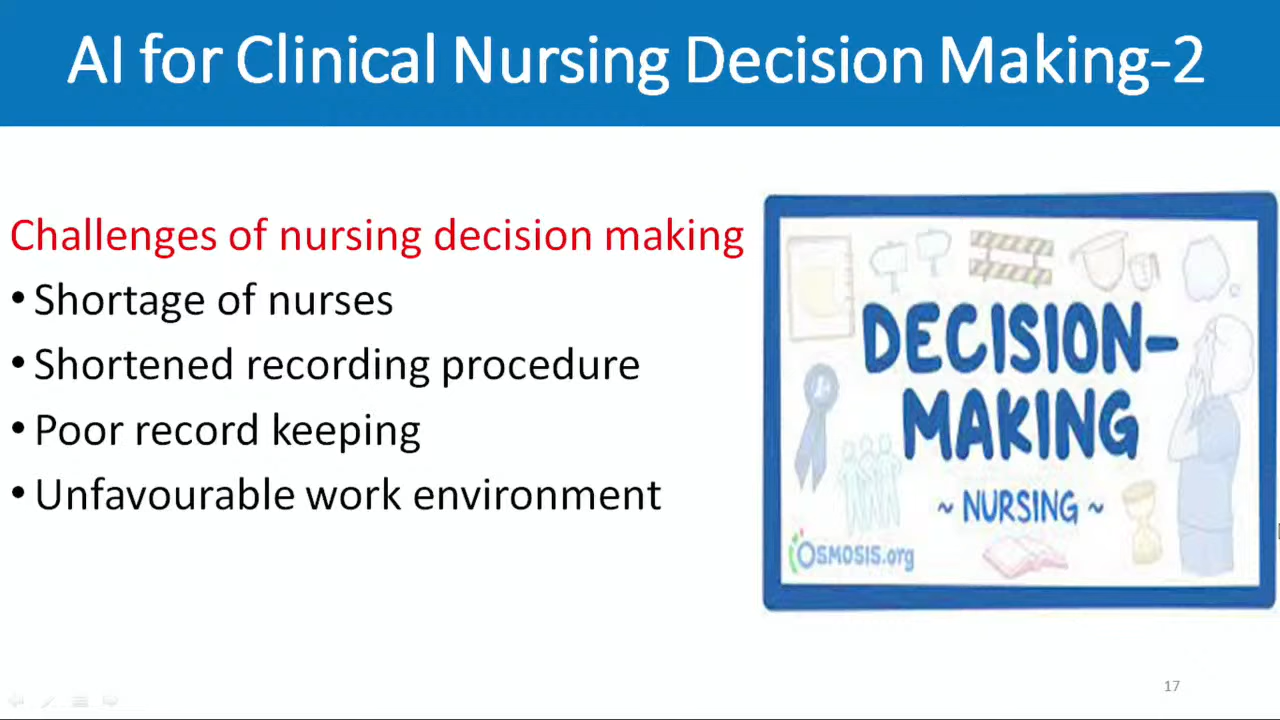 AI for Clinical Nursing Decision Making-2
Challenges of nursing decision making
• Shortage of nurses
• Shortened recording procedure
• Poor record keeping
• Unfavourable work environment
DECISION-
MAKING
~ NURSING ~
OSMOSIS.org
17